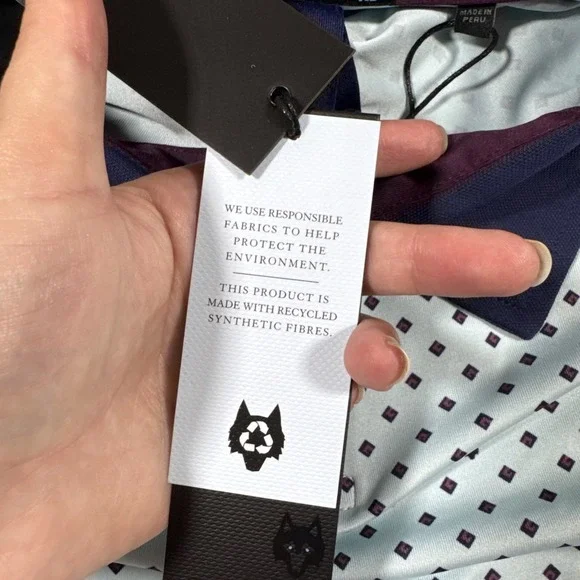 MADE IN
PERU
WE USE RESPONSIBLE
FABRICS TO HELP
PROTECT THE
ENVIRONMENT.
THIS PRODUCT IS
MADE WITH RECYCLED
SYNTHETIC FIBRES.